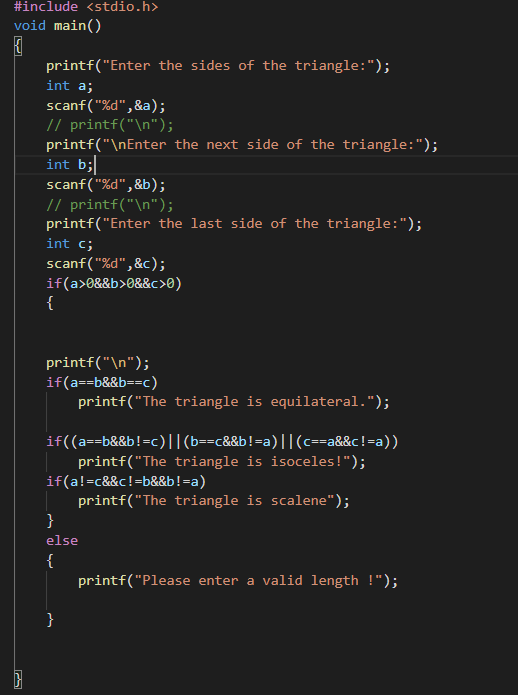 #include <stdio.h>
void main()
{
    printf("Enter the sides of the triangle:");
    int a;
    scanf("%d",&a);
    // printf("\n");
    printf("\nEnter the next side of the triangle:");
    int b;
    scanf("%d",&b);
    // printf("\n");
    printf("Enter the last side of the triangle:");
    int c;
    scanf("%d",&c);
    if(a>0&&b>0&&c>0)
    {
    printf("\n");
    if(a==b&&b==c)
        printf("The triangle is equilateral.");
    if((a==b&&b!=c)||(b==c&&b!=a)||(c==a&&c!=a))
        printf("The triangle is isoceles!");
    if(a!=c&&c!=b&&b!=a)
        printf("The triangle is scalene");
    }
    else
    {
        printf("Please enter a valid length !");
    }
}